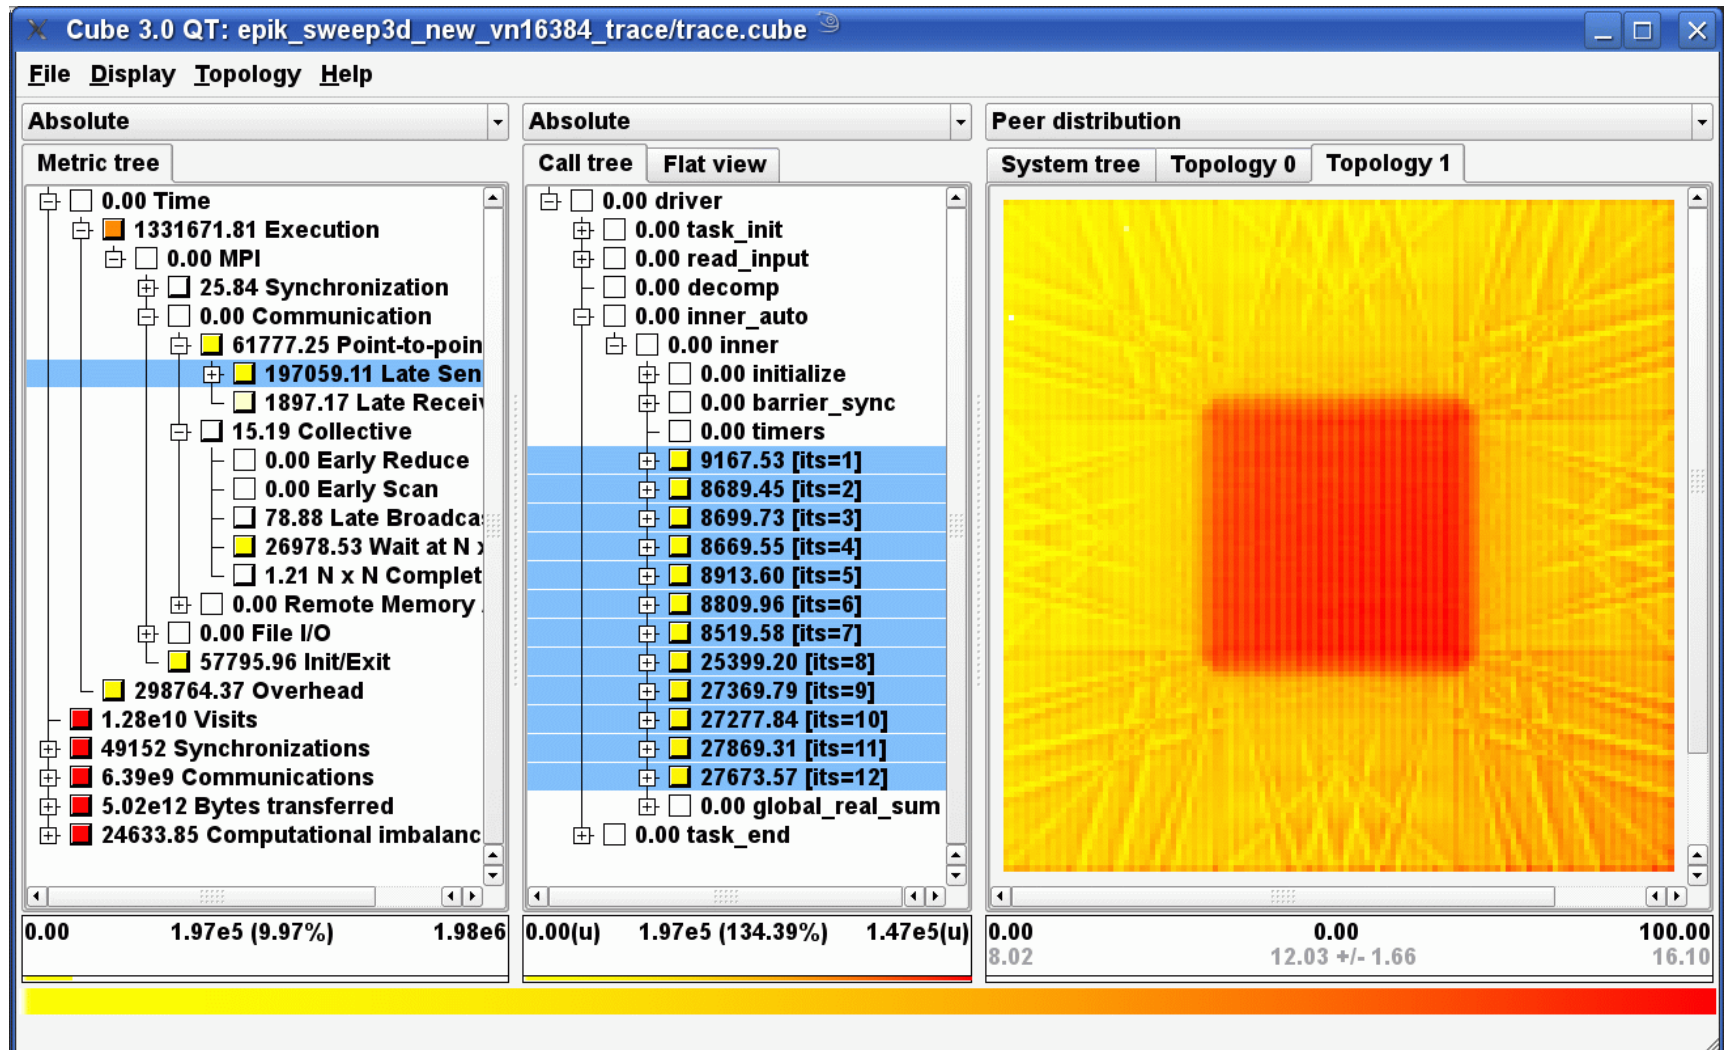 Cube 3.0 QT: epik_sweep3d_new_vn16384_trace/trace.cube
File Display Topology Help
Absolute
Metric tree
0.00 Time
1331671.81 Execution
0.00 MPI
25.84 Synchronization
0.00 Communication
61777.25 Point-to-poin
197059.11 Late Sen
1897.17 Late Recei
15.19 Collective
0.00 Early Reduce
0.00 Early Scan
78.88 Late Broadca
26978.53 Wait at N x
1.21 N x N Complet
0.00 Remote Memory
0.00 File I/O
57795.96 Init/Exit
298764.37 Overhead
1.28e10 Visits
49152 Synchronizations
6.39e9 Communications
5.02e12 Bytes transferred
24633.85 Computational imbalanc
0.00 1.97e5 (9.97%) 1.98e6
Absolute
Call tree Flat view
0.00 driver
0.00 task_init
0.00 read_input
0.00 decomp
0.00 inner_auto
0.00 inner
0.00 initialize
0.00 barrier_sync
0.00 timers
9167.53 [its=1]
8689.45 [its=2]
8699.73 [its=3]
8669.55 [its=4]
8913.60 [its=5]
8809.96 [its=6]
8519.58 [its=7]
25399.20 [its=8]
27369.79 [its=9]
27277.84 [its=10]
27869.31 [its=11]
27673.57 [its=12]
0.00 global_real_sum
0.00 task_end
0.00(u) 1.97e5 (134.39%) 1.47e5(u)
Peer distribution
System tree Topology 0 Topology 1
0.00 0.00 100.00
8.02 12.03 +/- 1.66 16.10